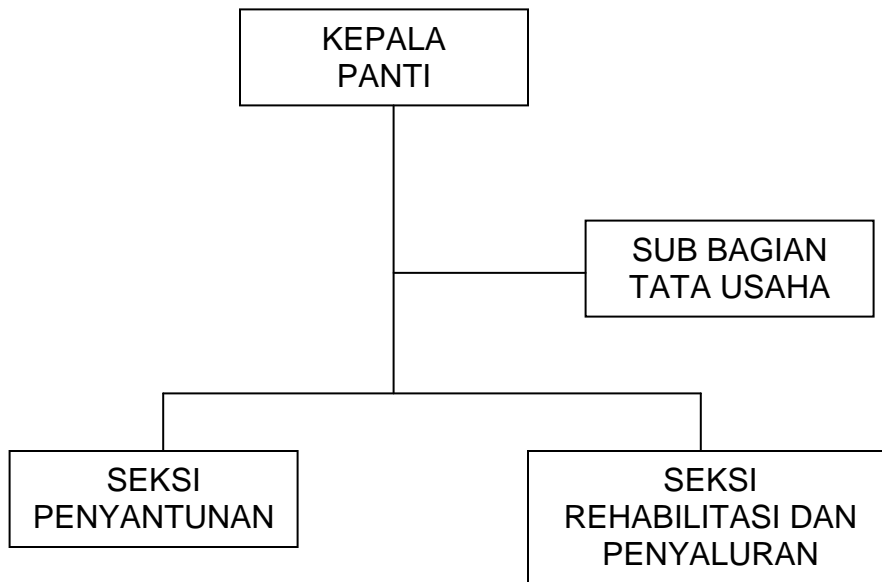 KEPALA
PANTI
SUB BAGIAN
TATA USAHA
SEKSI
PENYANTUNAN
SEKSI
REHABILITASI DAN
PENYALURAN